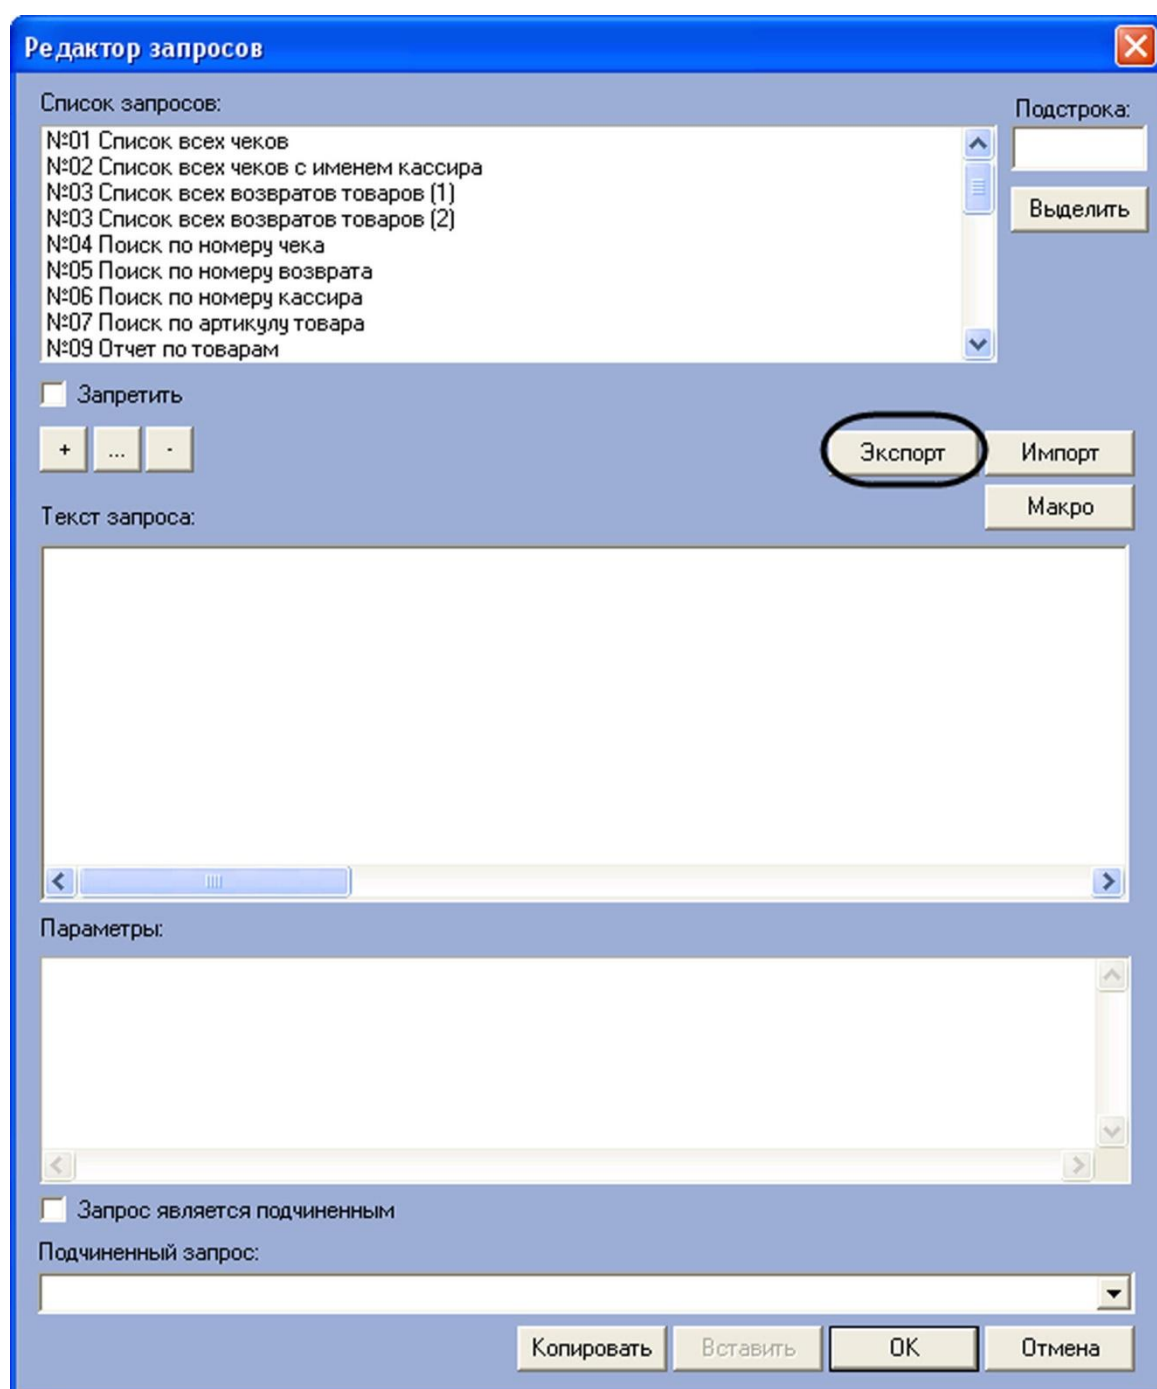 Редактор запросов
Список запросов:
Подстрока:
№01 Список всех чеков
№02 Список всех чеков с именем кассира
№03 Список всех возвратов товаров (1)
№03 Список всех возвратов товаров (2)
№04 Поиск по номеру чека
№05 Поиск по номеру возврата
№06 Поиск по номеру кассира
№07 Поиск по артикулу товара
№09 Отчет по товарам
Выделить
Запретить
+ ... -
Экспорт Импорт
Макро
Текст запроса:
Параметры:
Запрос является подчиненным
Подчиненный запрос:
Копировать Вставить OK Отмена